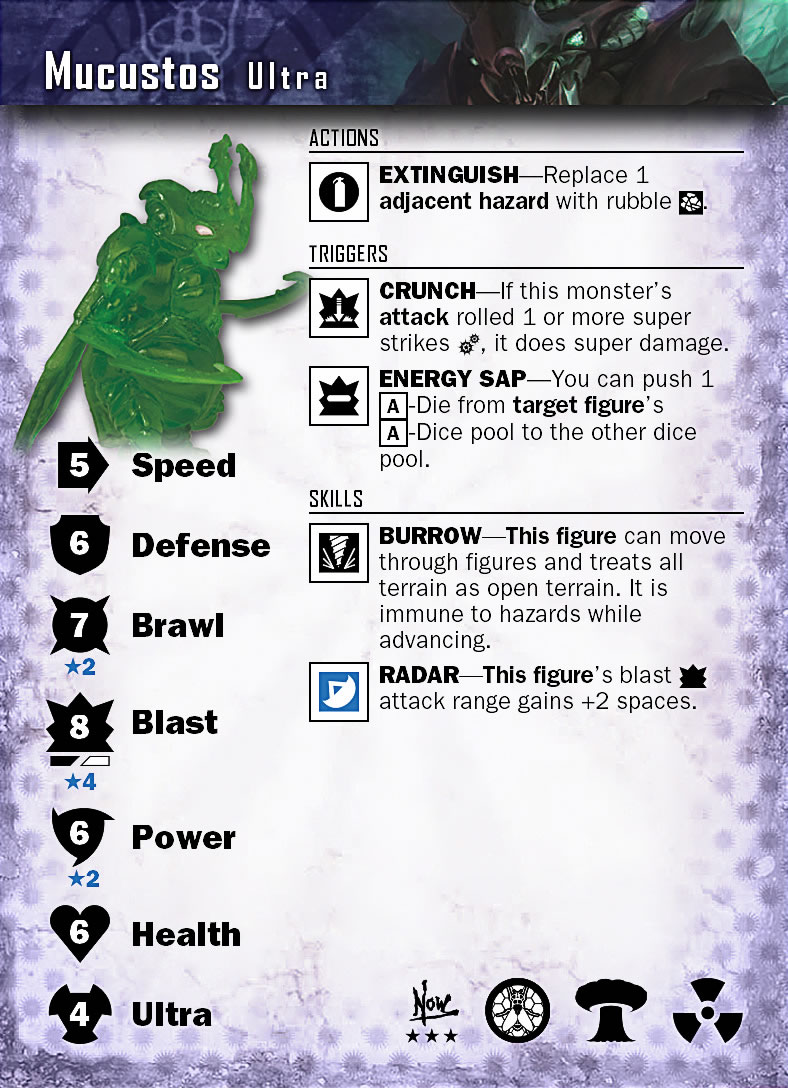 Mucustos Ultra
ACTIONS
EXTINGUISH—Replace 1
adjacent hazard with rubble .
TRIGGERS
CRUNCH—If this monster's
attack rolled 1 or more super
strikes , it does super damage.
ENERGY SAP—You can push 1
A-Die from target figure's
A-Dice pool to the other dice
pool.
SKILLS
BURROW—This figure can move
through figures and treats all
terrain as open terrain. It is
immune to hazards while
advancing.
RADAR—This figure's blast
attack range gains +2 spaces.
5 Speed
6 Defense
7 Brawl
★2
8 Blast
★4
6 Power
★2
6 Health
4 Ultra
Now
★★★